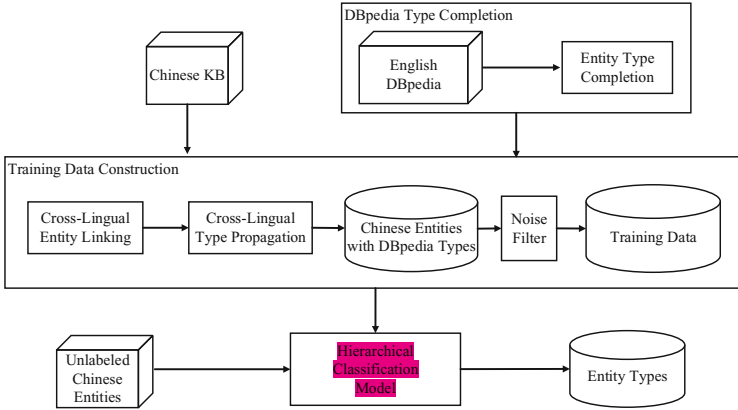 DBpedia Type Completion
Chinese KB
English
DBpedia
Entity Type
Completion
Training Data Construction
Cross-Lingual
Entity Linking
Cross-Lingual
Type Propagation
Chinese Entities
with DBpedia Types
Noise
Filter
Training Data
Unlabeled
Chinese
Entities
Hierarchical
Classification
Model
Entity Types